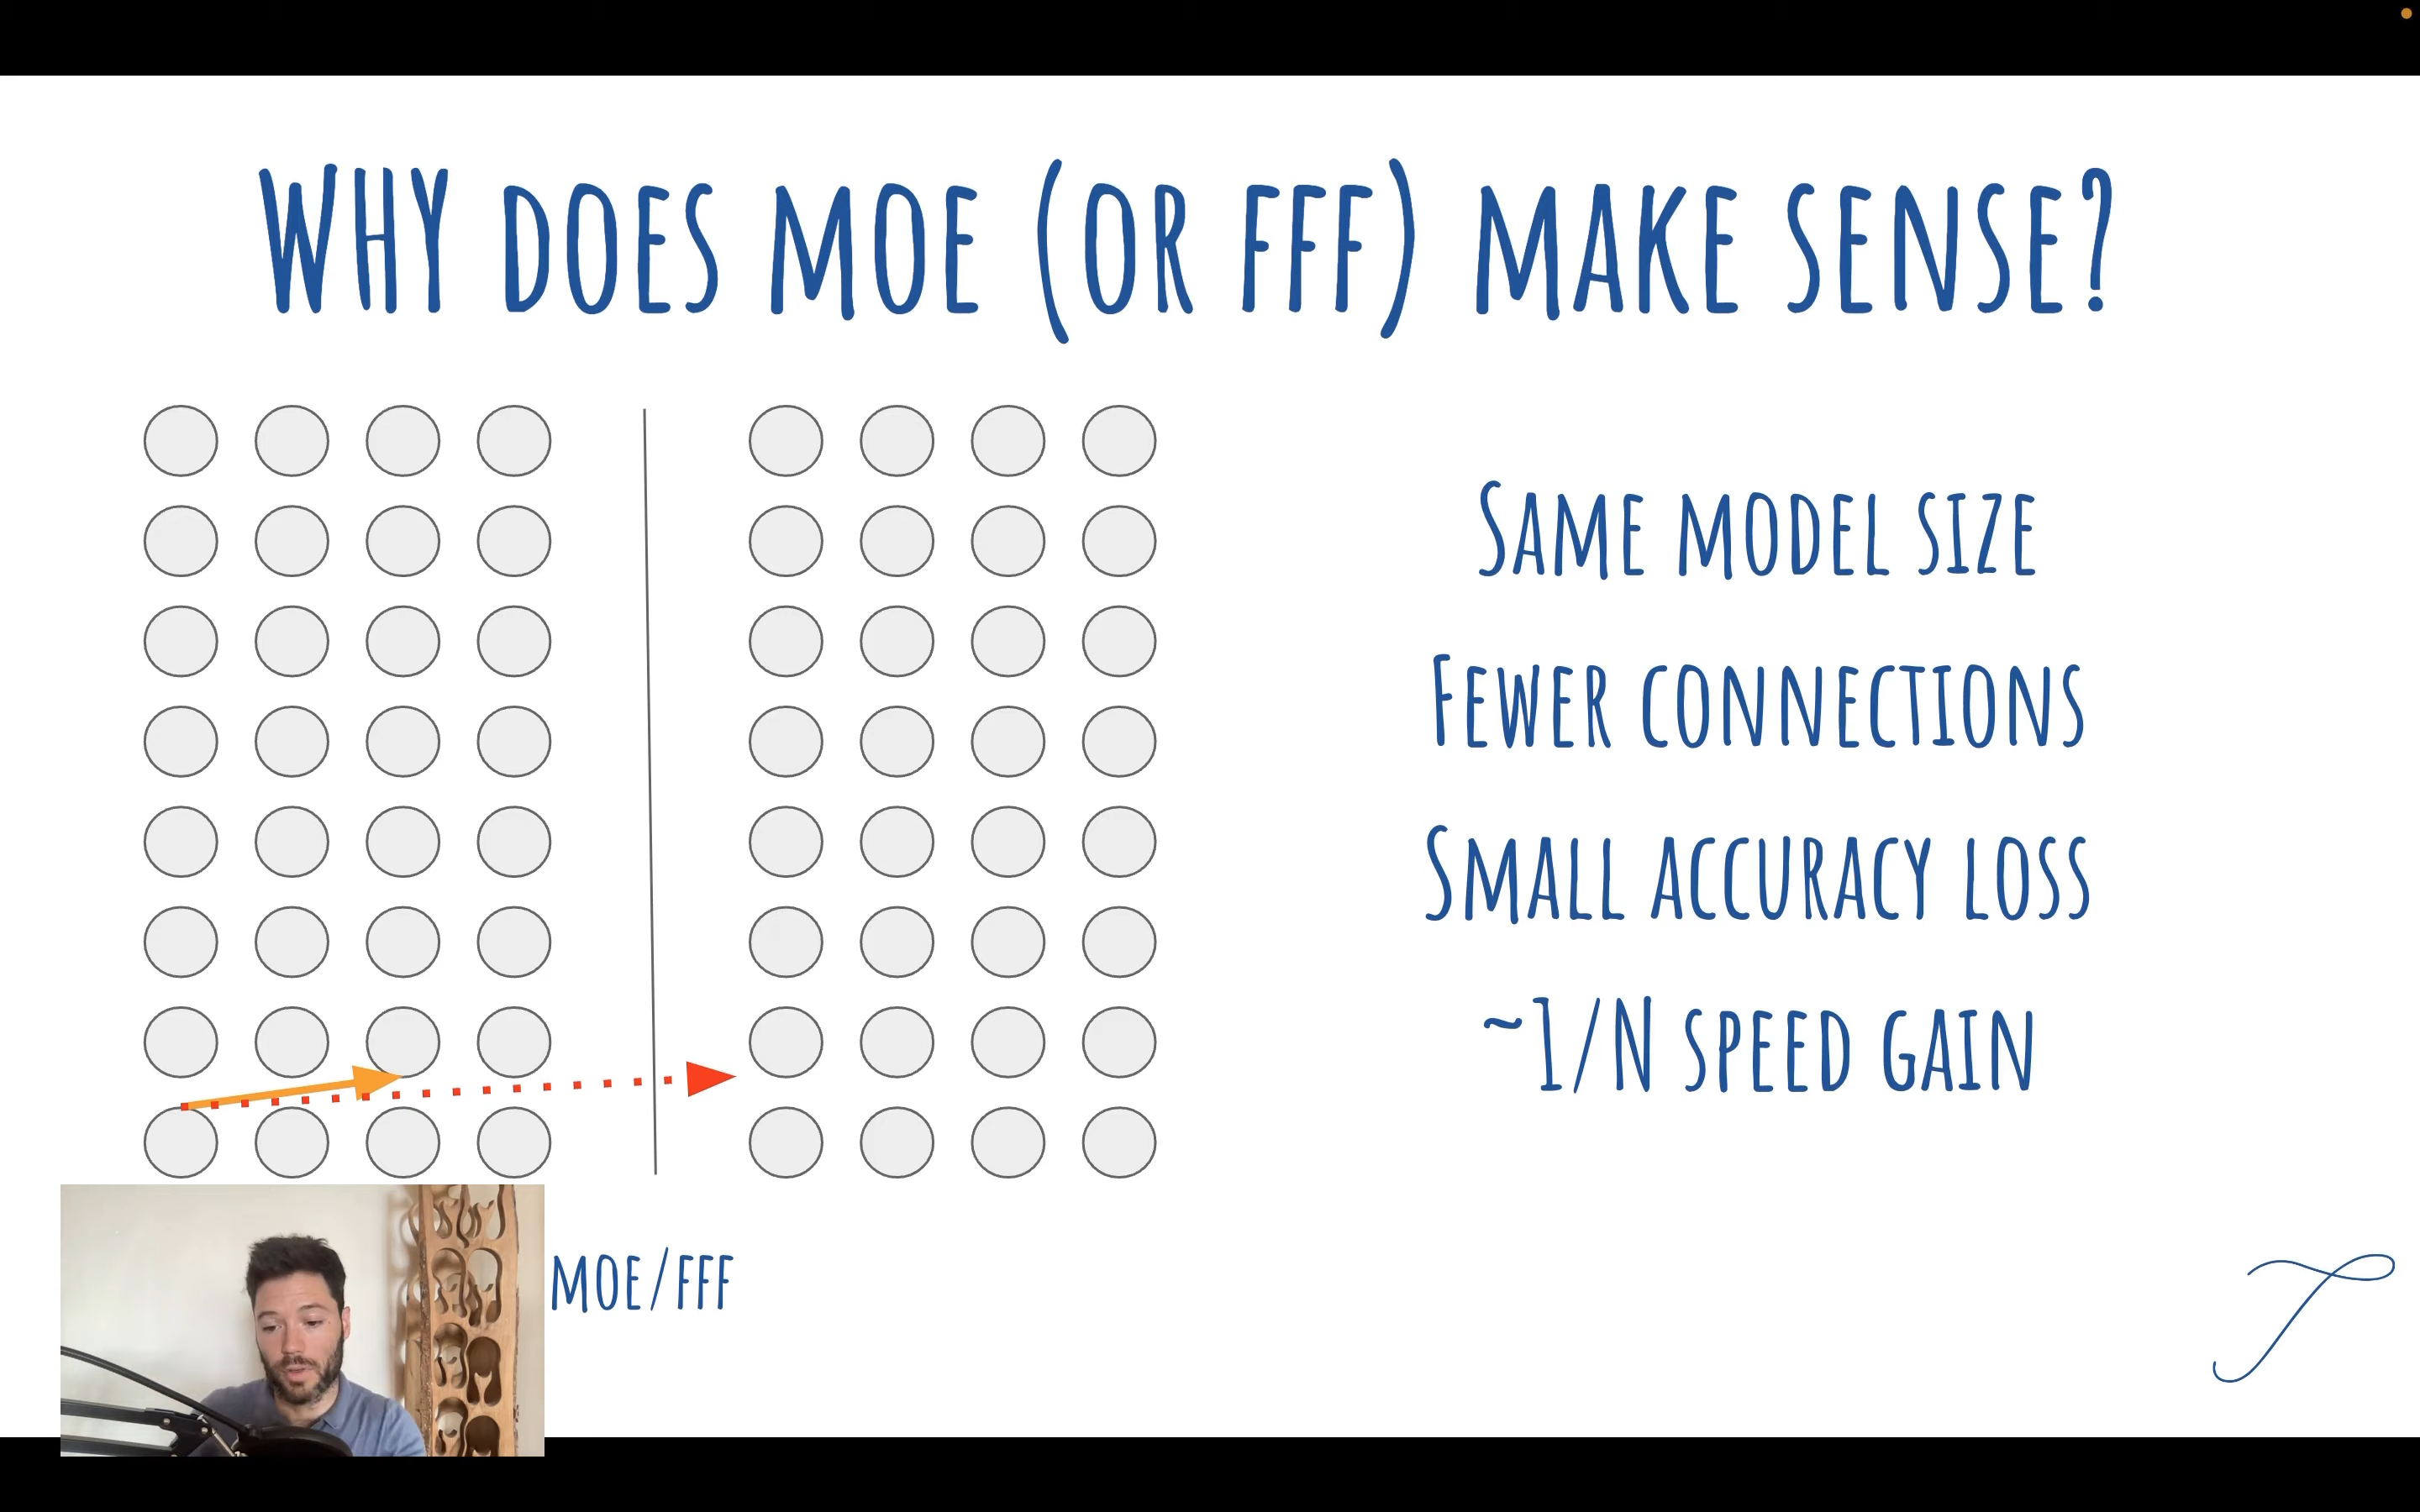 WHY DOES MOE (OR FFF) MAKE SENSE?
SAME MODEL SIZE
FEWER CONNECTIONS
SMALL ACCURACY LOSS
~1/N SPEED GAIN
MOE/FFF